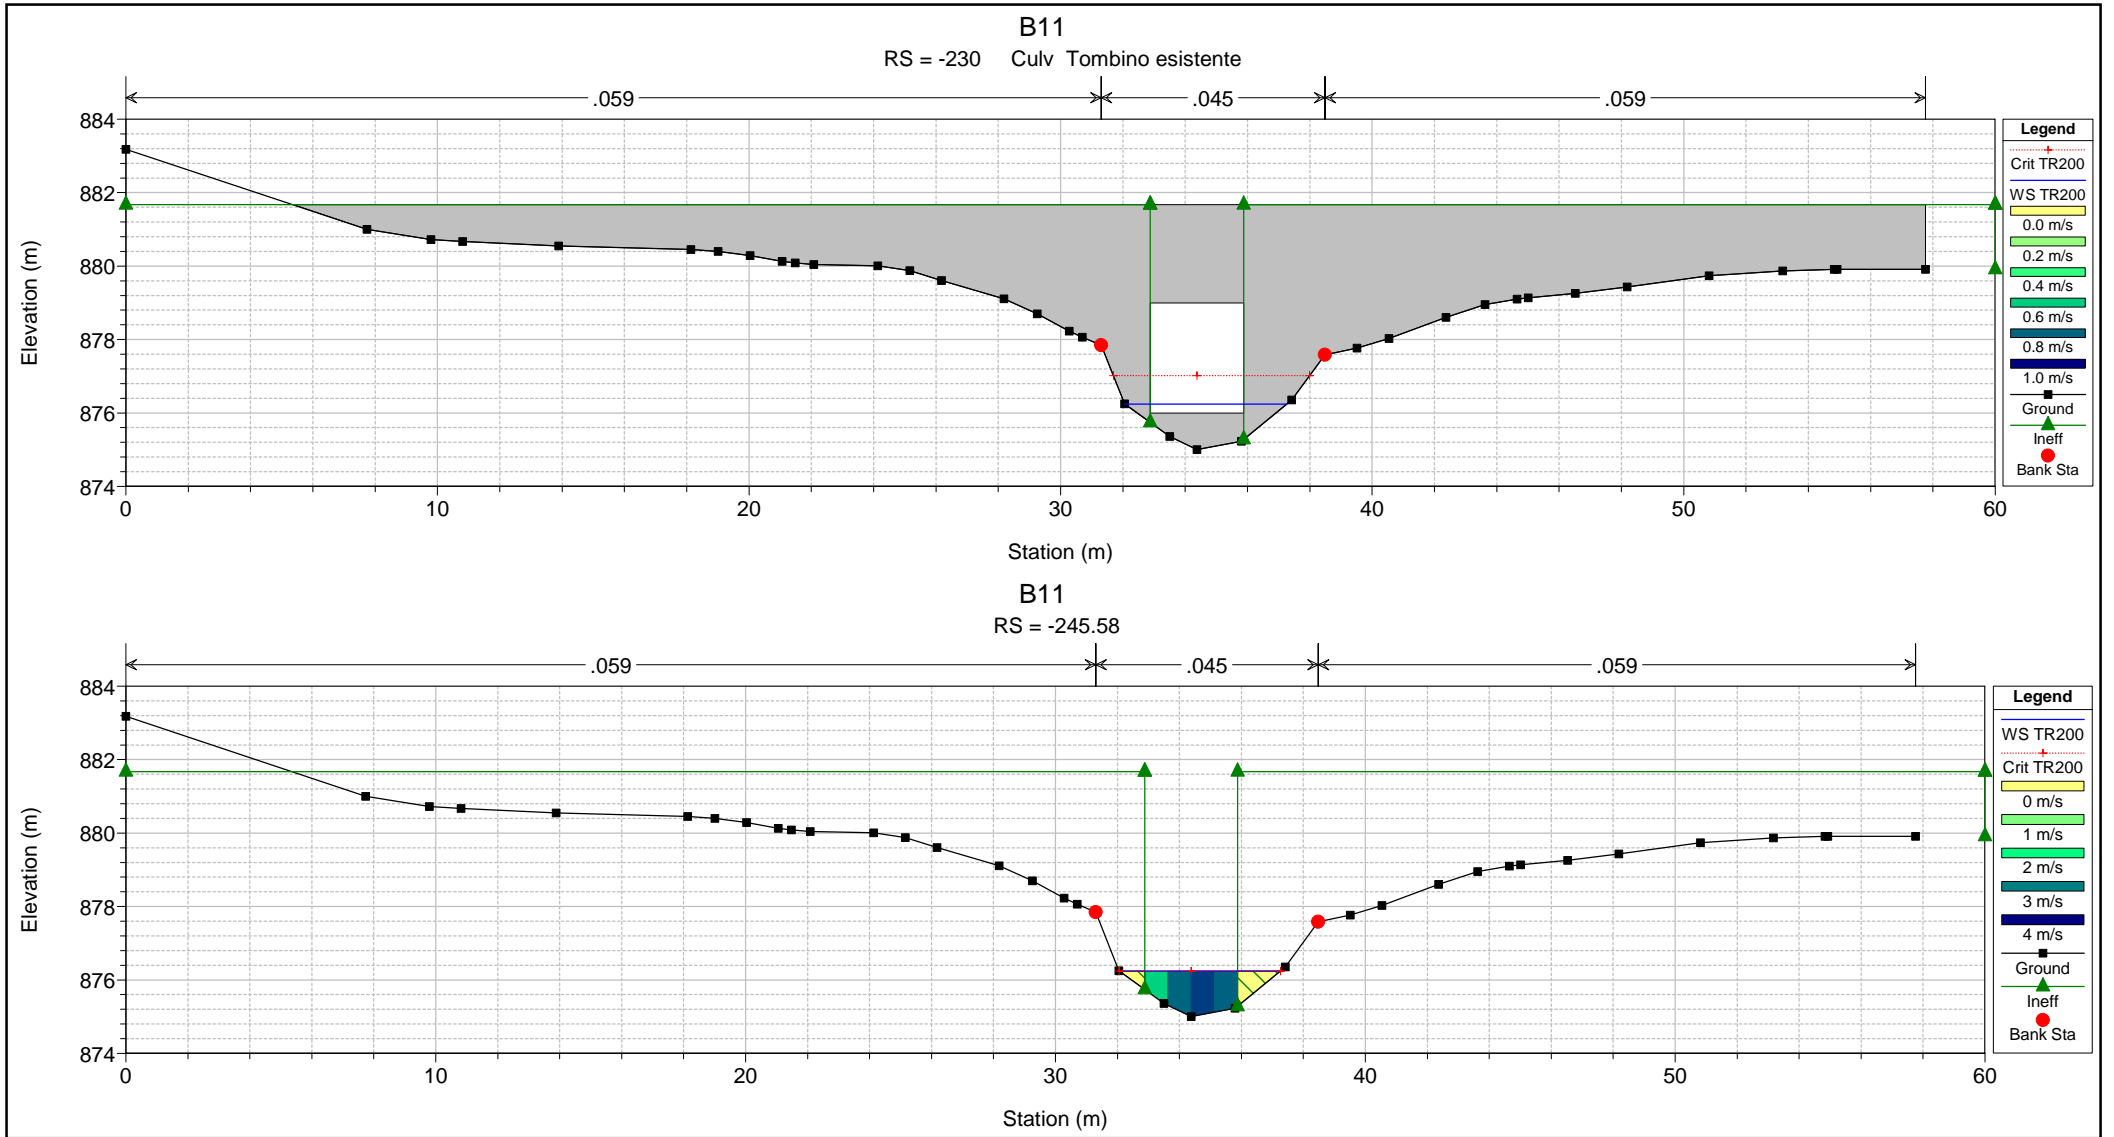 B11
RS = -230 Culv Tombino esistente
.059 .045 .059
884
882
880
878
876
874
Elevation (m)
0 10 20 30 40 50 60
Station (m)
Legend
Crit TR200
WS TR200
0.0 m/s
0.2 m/s
0.4 m/s
0.6 m/s
0.8 m/s
1.0 m/s
Ground
Ineff
Bank Sta
B11
RS = -245.58
.059 .045 .059
884
882
880
878
876
874
Elevation (m)
0 10 20 30 40 50 60
Station (m)
Legend
WS TR200
Crit TR200
0 m/s
1 m/s
2 m/s
3 m/s
4 m/s
Ground
Ineff
Bank Sta